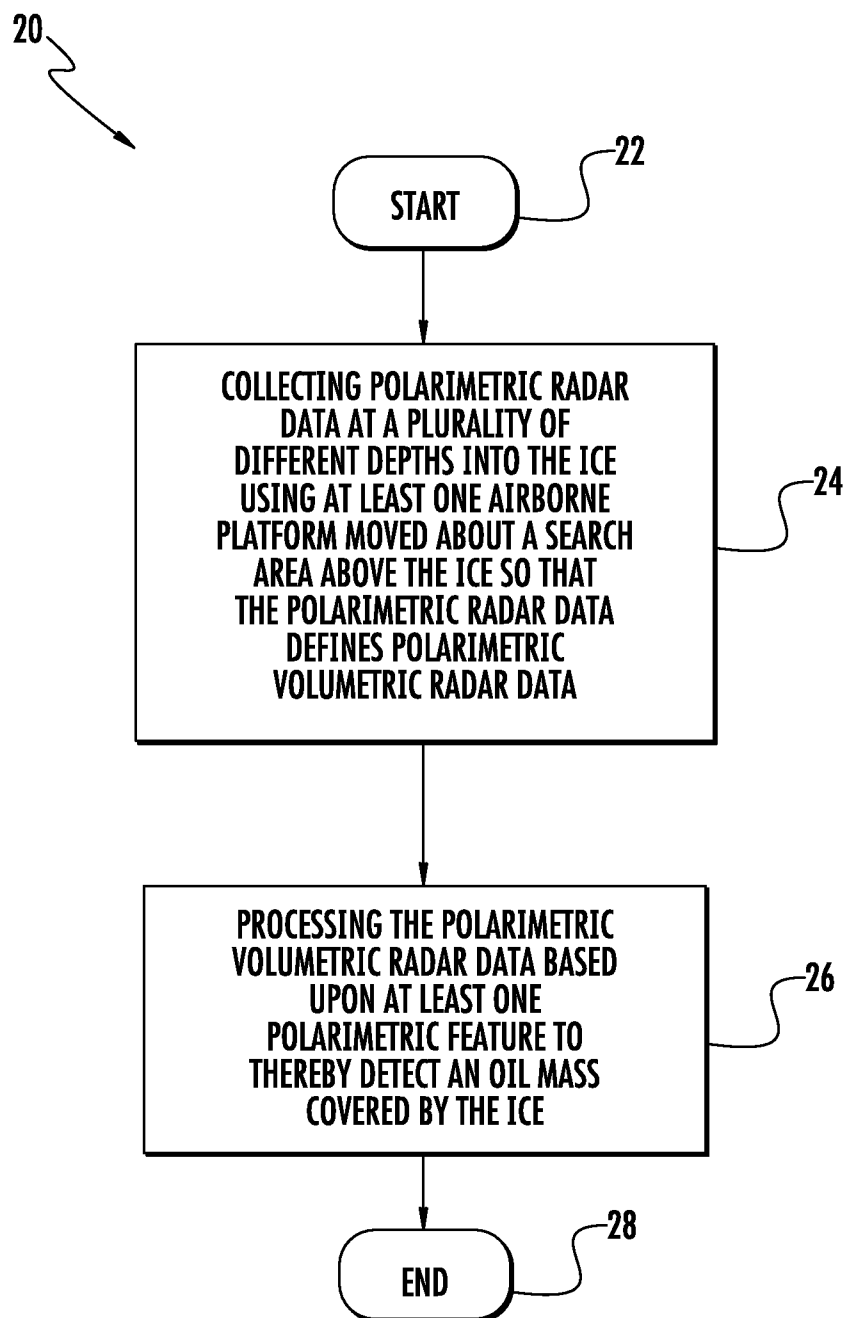 20
22
START
COLLECTING POLARIMETRIC RADAR
DATA AT A PLURALITY OF
DIFFERENT DEPTHS INTO THE ICE
USING AT LEAST ONE AIRBORNE
PLATFORM MOVED ABOUT A SEARCH
AREA ABOVE THE ICE SO THAT
THE POLARIMETRIC RADAR DATA
DEFINES POLARIMETRIC
VOLUMETRIC RADAR DATA
24
PROCESSING THE POLARIMETRIC
VOLUMETRIC RADAR DATA BASED
UPON AT LEAST ONE
POLARIMETRIC FEATURE TO
THEREBY DETECT AN OIL MASS
COVERED BY THE ICE
26
28
END